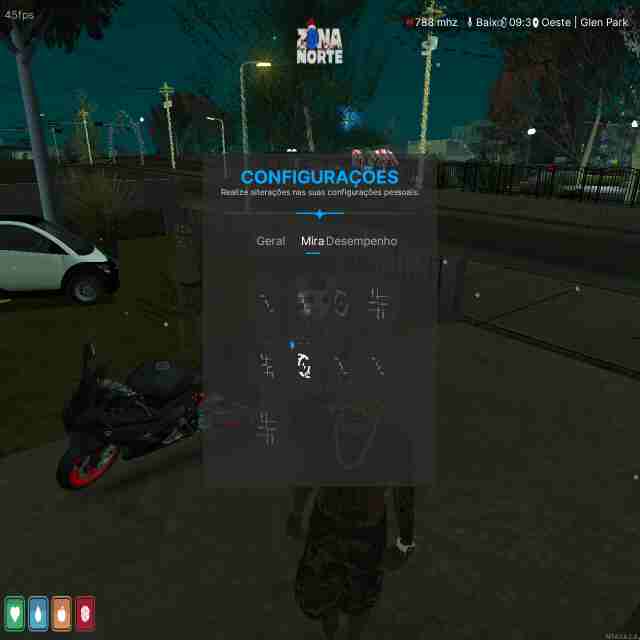 45fps
788 mhz Baixo 09:3 Oeste | Glen Park
ZONA
NORTE
CONFIGURAÇÕES
Realize alterações nas suas configurações pessoais.
Geral Mira Desempenho